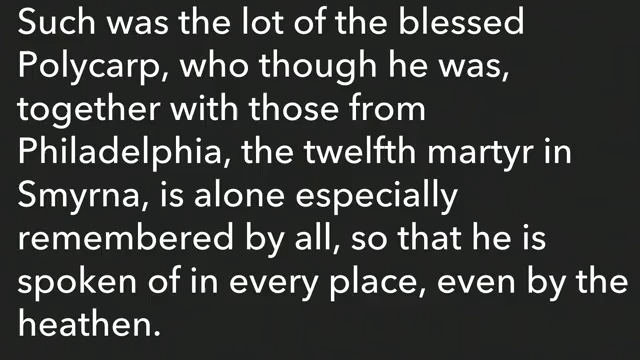 Such was the lot of the blessed
Polycarp, who though he was,
together with those from
Philadelphia, the twelfth martyr in
Smyrna, is alone especially
remembered by all, so that he is
spoken of in every place, even by the
heathen.